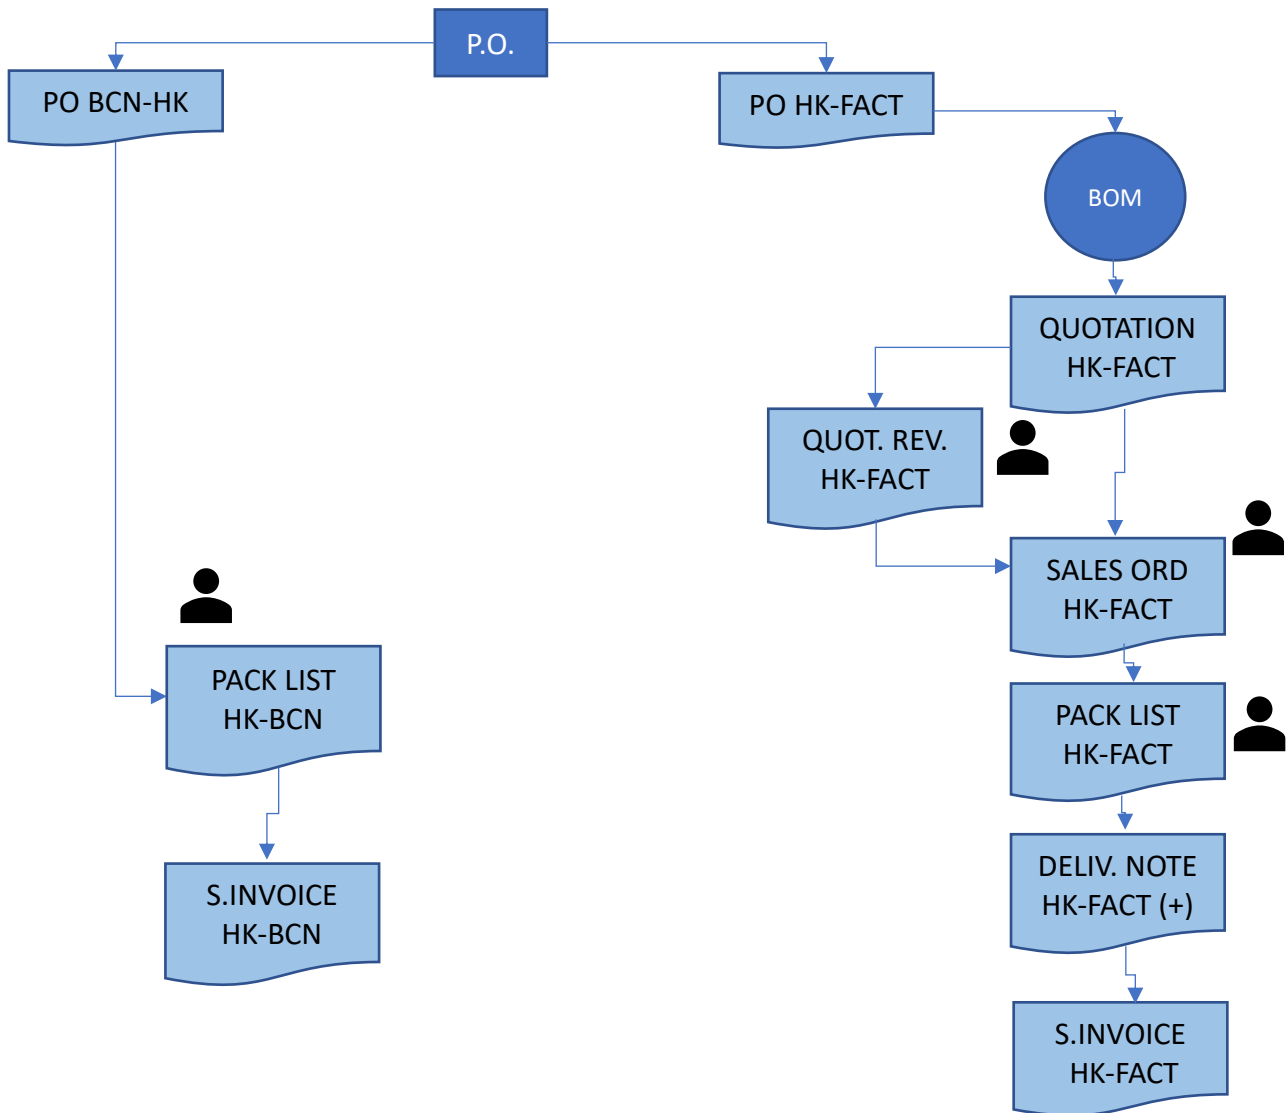 P.O.
PO BCN-HK
PO HK-FACT
BOM
QUOTATION
HK-FACT
QUOT. REV.
HK-FACT
SALES ORD
HK-FACT
PACK LIST
HK-BCN
PACK LIST
HK-FACT
S.INVOICE
HK-BCN
DELIV. NOTE
HK-FACT (+)
S.INVOICE
HK-FACT